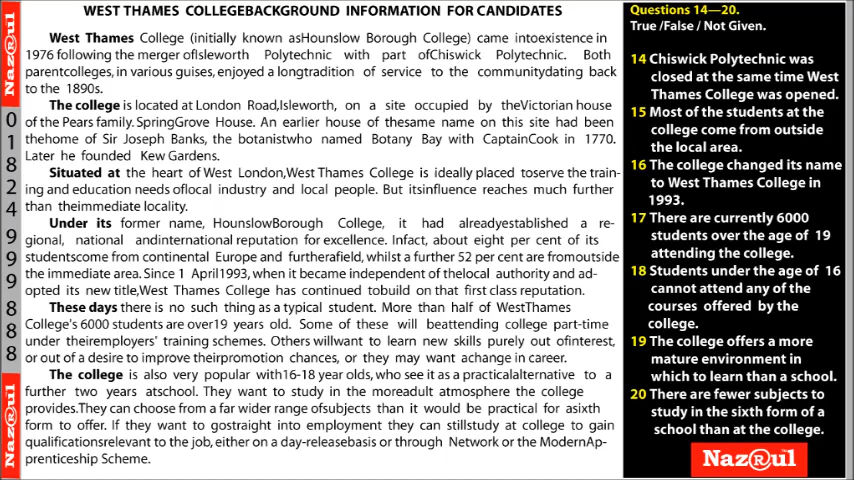 WEST THAMES COLLEGEBACKGROUND INFORMATION FOR CANDIDATES
West Thames College (initially known asHounslow Borough College) came intoexistence in
1976 following the merger ofIsleworth Polytechnic with part ofChiswick Polytechnic. Both
parentcolleges, in various guises, enjoyed a longtradition of service to the communitydating back
to the 1890s.
The college is located at London Road,Isleworth, on a site occupied by theVictorian house
of the Pears family. SpringGrove House. An earlier house of thesame name on this site had been
thehome of Sir Joseph Banks, the botanistwho named Botany Bay with CaptainCook in 1770.
Later he founded Kew Gardens.
Situated at the heart of West London,West Thames College is ideally placed toserve the train-
ing and education needs oflocal industry and local people. But itsinfluence reaches much further
than theimmediate locality.
Under its former name, HounslowBorough College, it had alreadyestablished a re-
gional, national andinternational reputation for excellence. Infact, about eight per cent of its
studentscome from continental Europe and furtherafield, whilst a further 52 per cent are fromoutside
the immediate area. Since 1 April1993, when it became independent of thelocal authority and ad-
opted its new title,West Thames College has continued tobuild on that first class reputation.
These days there is no such thing as a typical student. More than half of WestThames
College's 6000 students are over19 years old. Some of these will beattending college part-time
under theiremployers' training schemes. Others willwant to learn new skills purely out ofinterest,
or out of a desire to improve theirpromotion chances, or they may want achange in career.
The college is also very popular with16-18 year olds, who see it as a practicalalternative to a
further two years atschool. They want to study in the moreadult atmosphere the college
provides.They can choose from a far wider range ofsubjects than it would be practical for asixth
form to offer. If they want to gostraight into employment they can stillstudy at college to gain
qualificationsrelevant to the job, either on a day-releasebasis or through Network or the ModernAp-
prenticeship Scheme.
Questions 14—20.
True /False / Not Given.
14 Chiswick Polytechnic was
closed at the same time West
Thames College was opened.
15 Most of the students at the
college come from outside
the local area.
16 The college changed its name
to West Thames College in
1993.
17 There are currently 6000
students over the age of 19
attending the college.
18 Students under the age of 16
cannot attend any of the
courses offered by the
college.
19 The college offers a more
mature environment in
which to learn than a school.
20 There are fewer subjects to
study in the sixth form of a
school than at the college.
Naz®ul
Naz®ul
01824999888
Naz®ul